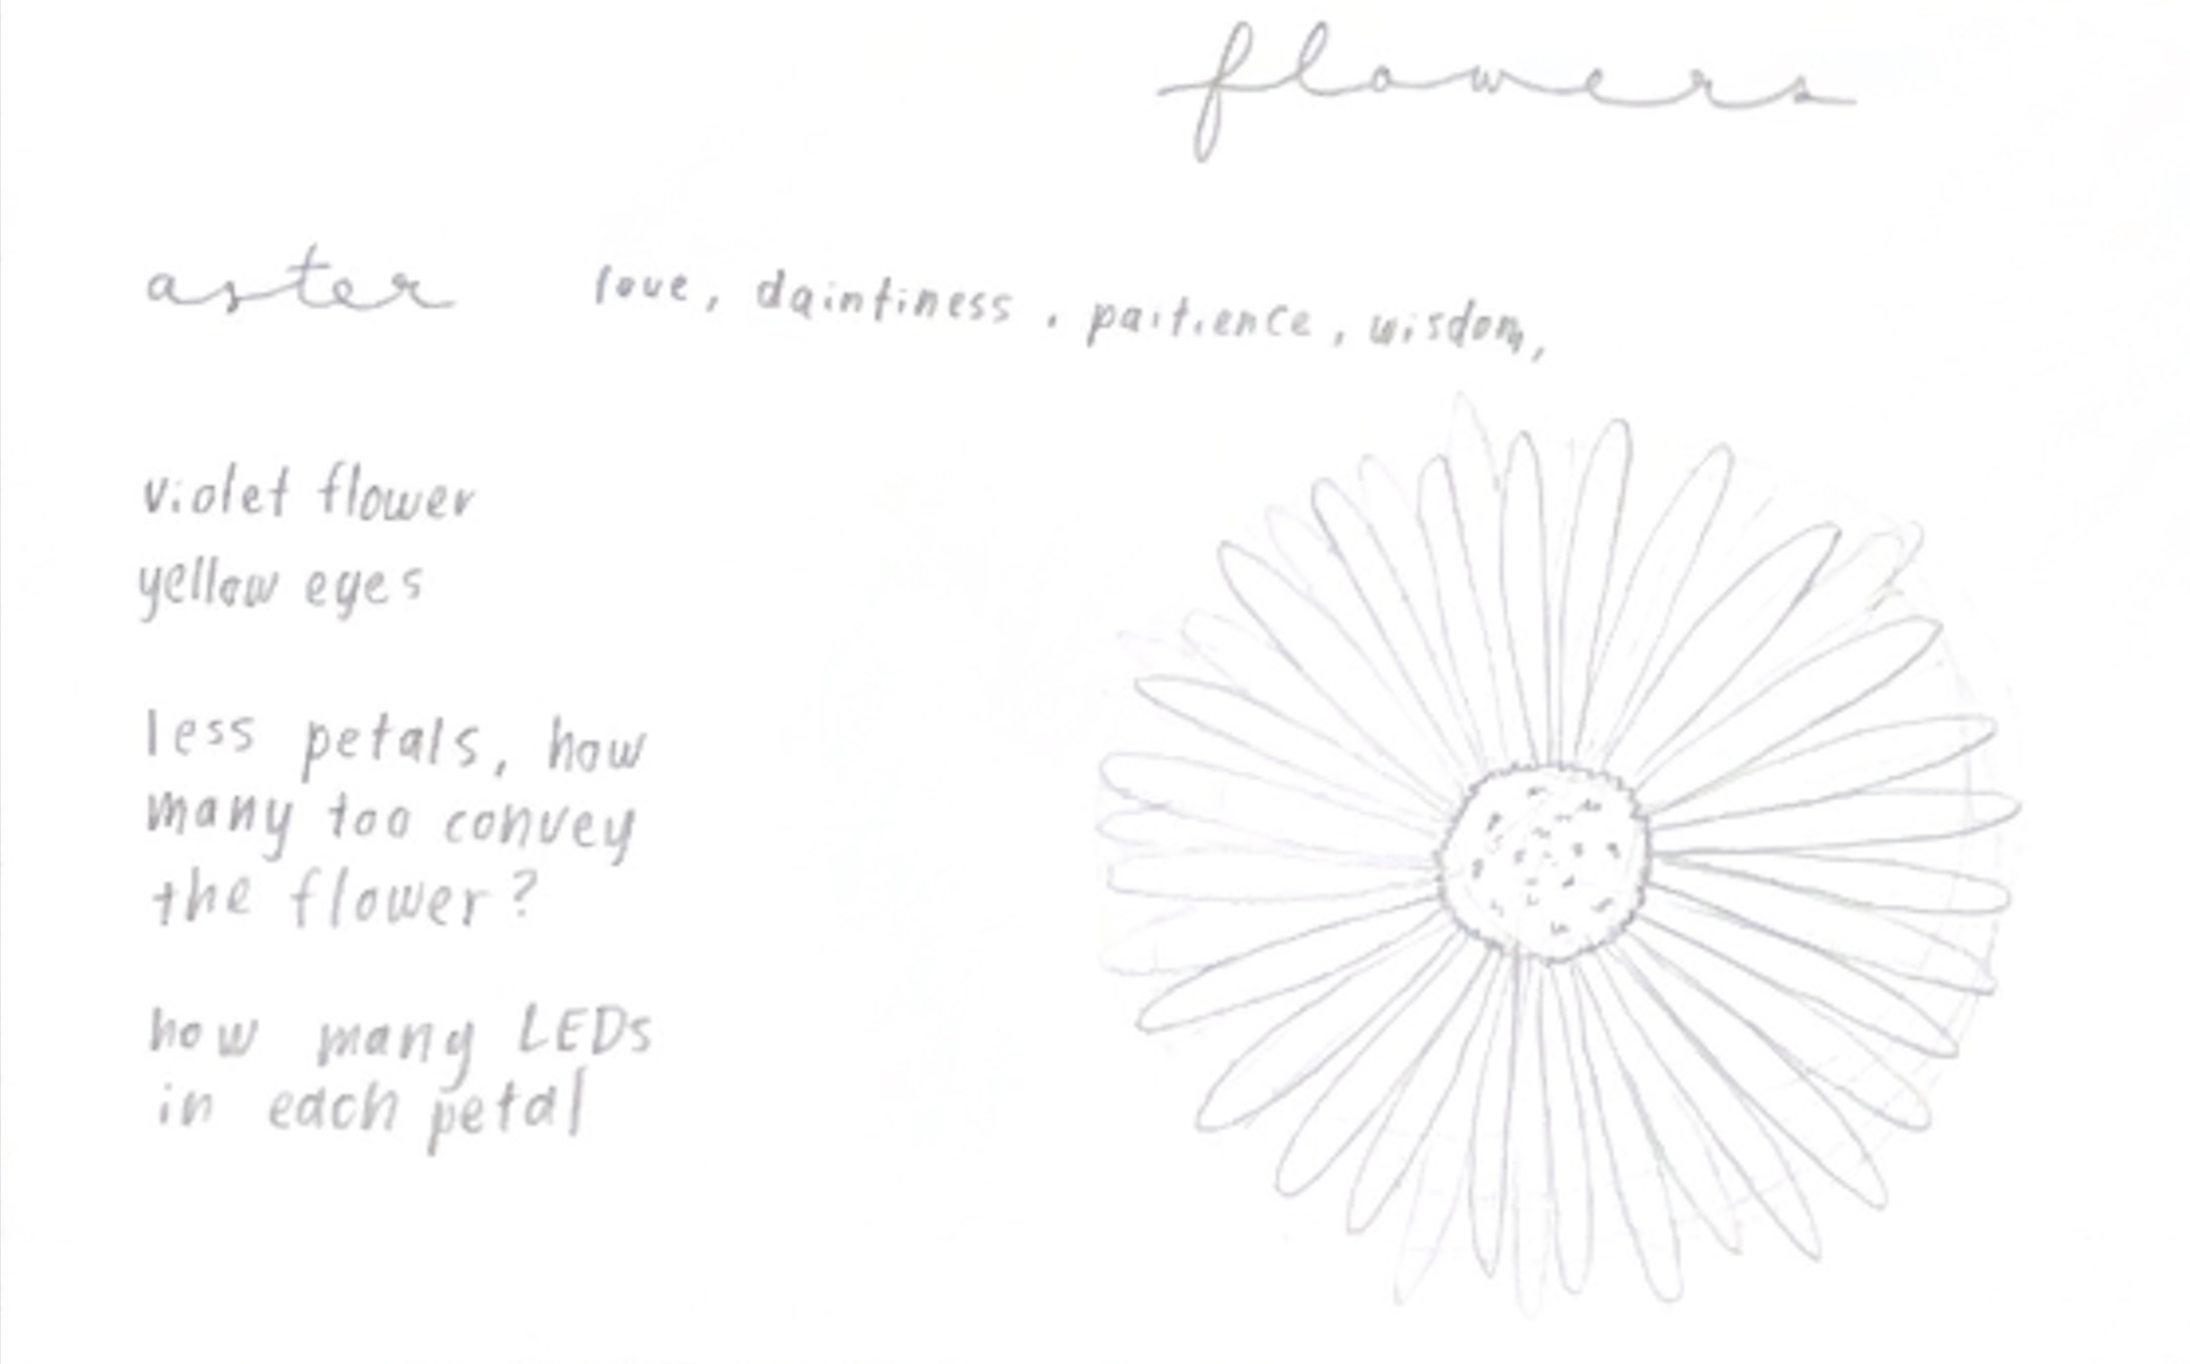 flowers
aster love, daintiness, paitience, wisdom,
violet flower
yellow eyes
less petals, how
many too convey
the flower?
how many LEDs
in each petal